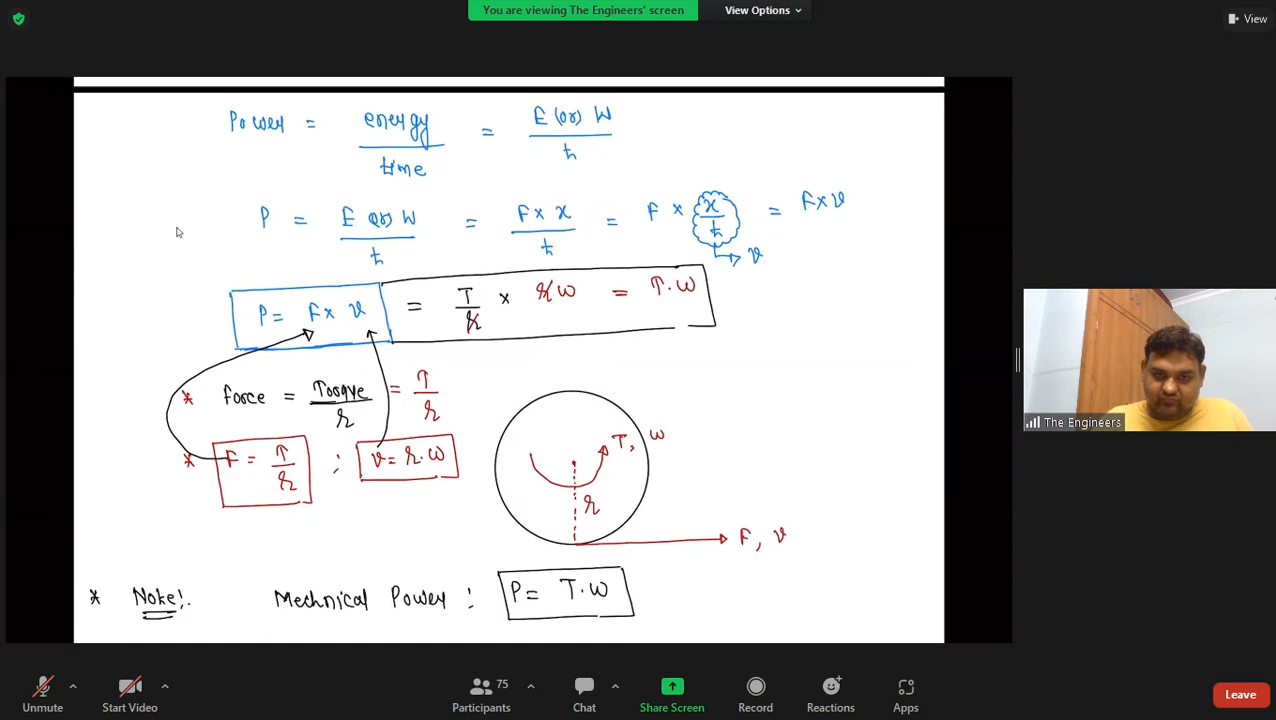 You are viewing The Engineers' screen
View Options
View
Power = energy / time = E (or) W / t
P = E (or) W / t = F × x / t = F × x / t = F × v
v
P = F × v = T / r × rω = T.ω
* force = Torque / r = T / r
* F = T / r ; v = r.ω
T, ω
r
F, v
* Note!. Mechnical Power : P = T.ω
The Engineers
Unmute
Start Video
75
Participants
Chat
Share Screen
Record
Reactions
Apps
Leave